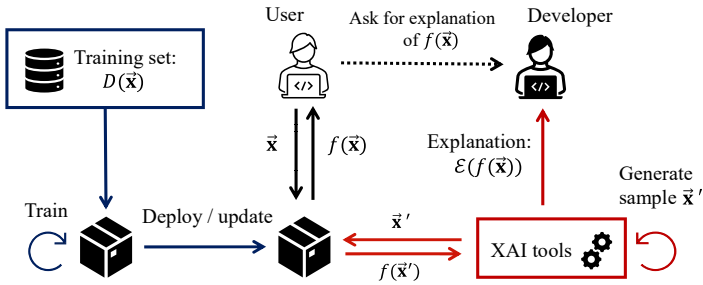 User
Developer
Training set:
D(x⃗)
Ask for explanation
of f(x⃗)
</>
</>
x⃗
f(x⃗)
Explanation:
ℰ(f(x⃗))
Generate
sample x⃗ ′
Train
Deploy / update
x⃗ ′
f(x⃗′)
XAI tools